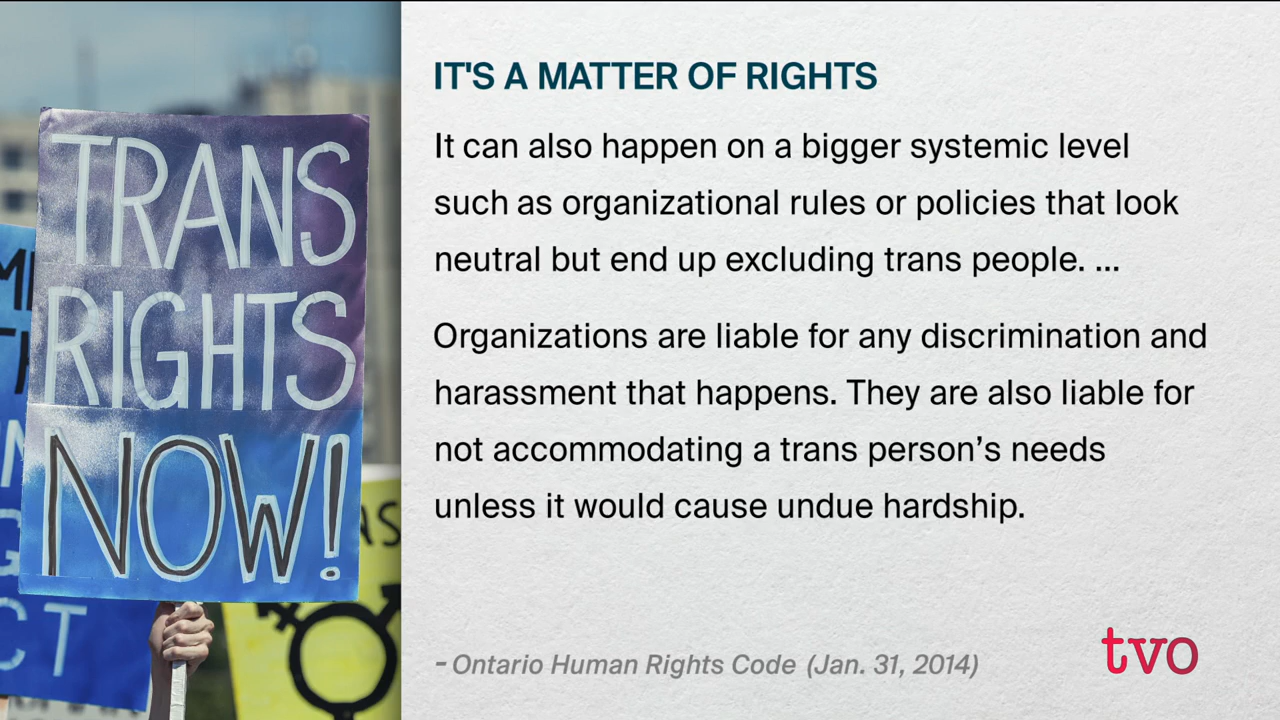 TRANS
RIGHTS
NOW!
CT
AS
IT'S A MATTER OF RIGHTS
It can also happen on a bigger systemic level
such as organizational rules or policies that look
neutral but end up excluding trans people. ...
Organizations are liable for any discrimination and
harassment that happens. They are also liable for
not accommodating a trans person's needs
unless it would cause undue hardship.
- Ontario Human Rights Code (Jan. 31, 2014)
tvo